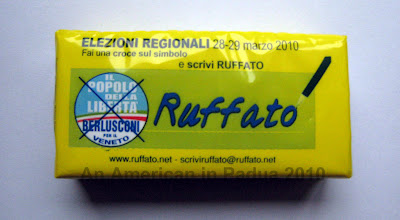 ELEZIONI REGIONALI 28-29 marzo 2010
Fai una croce sul simbolo
e scrivi RUFFATO
IL
POPOLO
DELLA
LIBERTA'
BERLUSCONI
PER IL
VENETO
Ruffato
www.ruffato.net - scriviruffato@ruffato.net
An American in Padua 2010